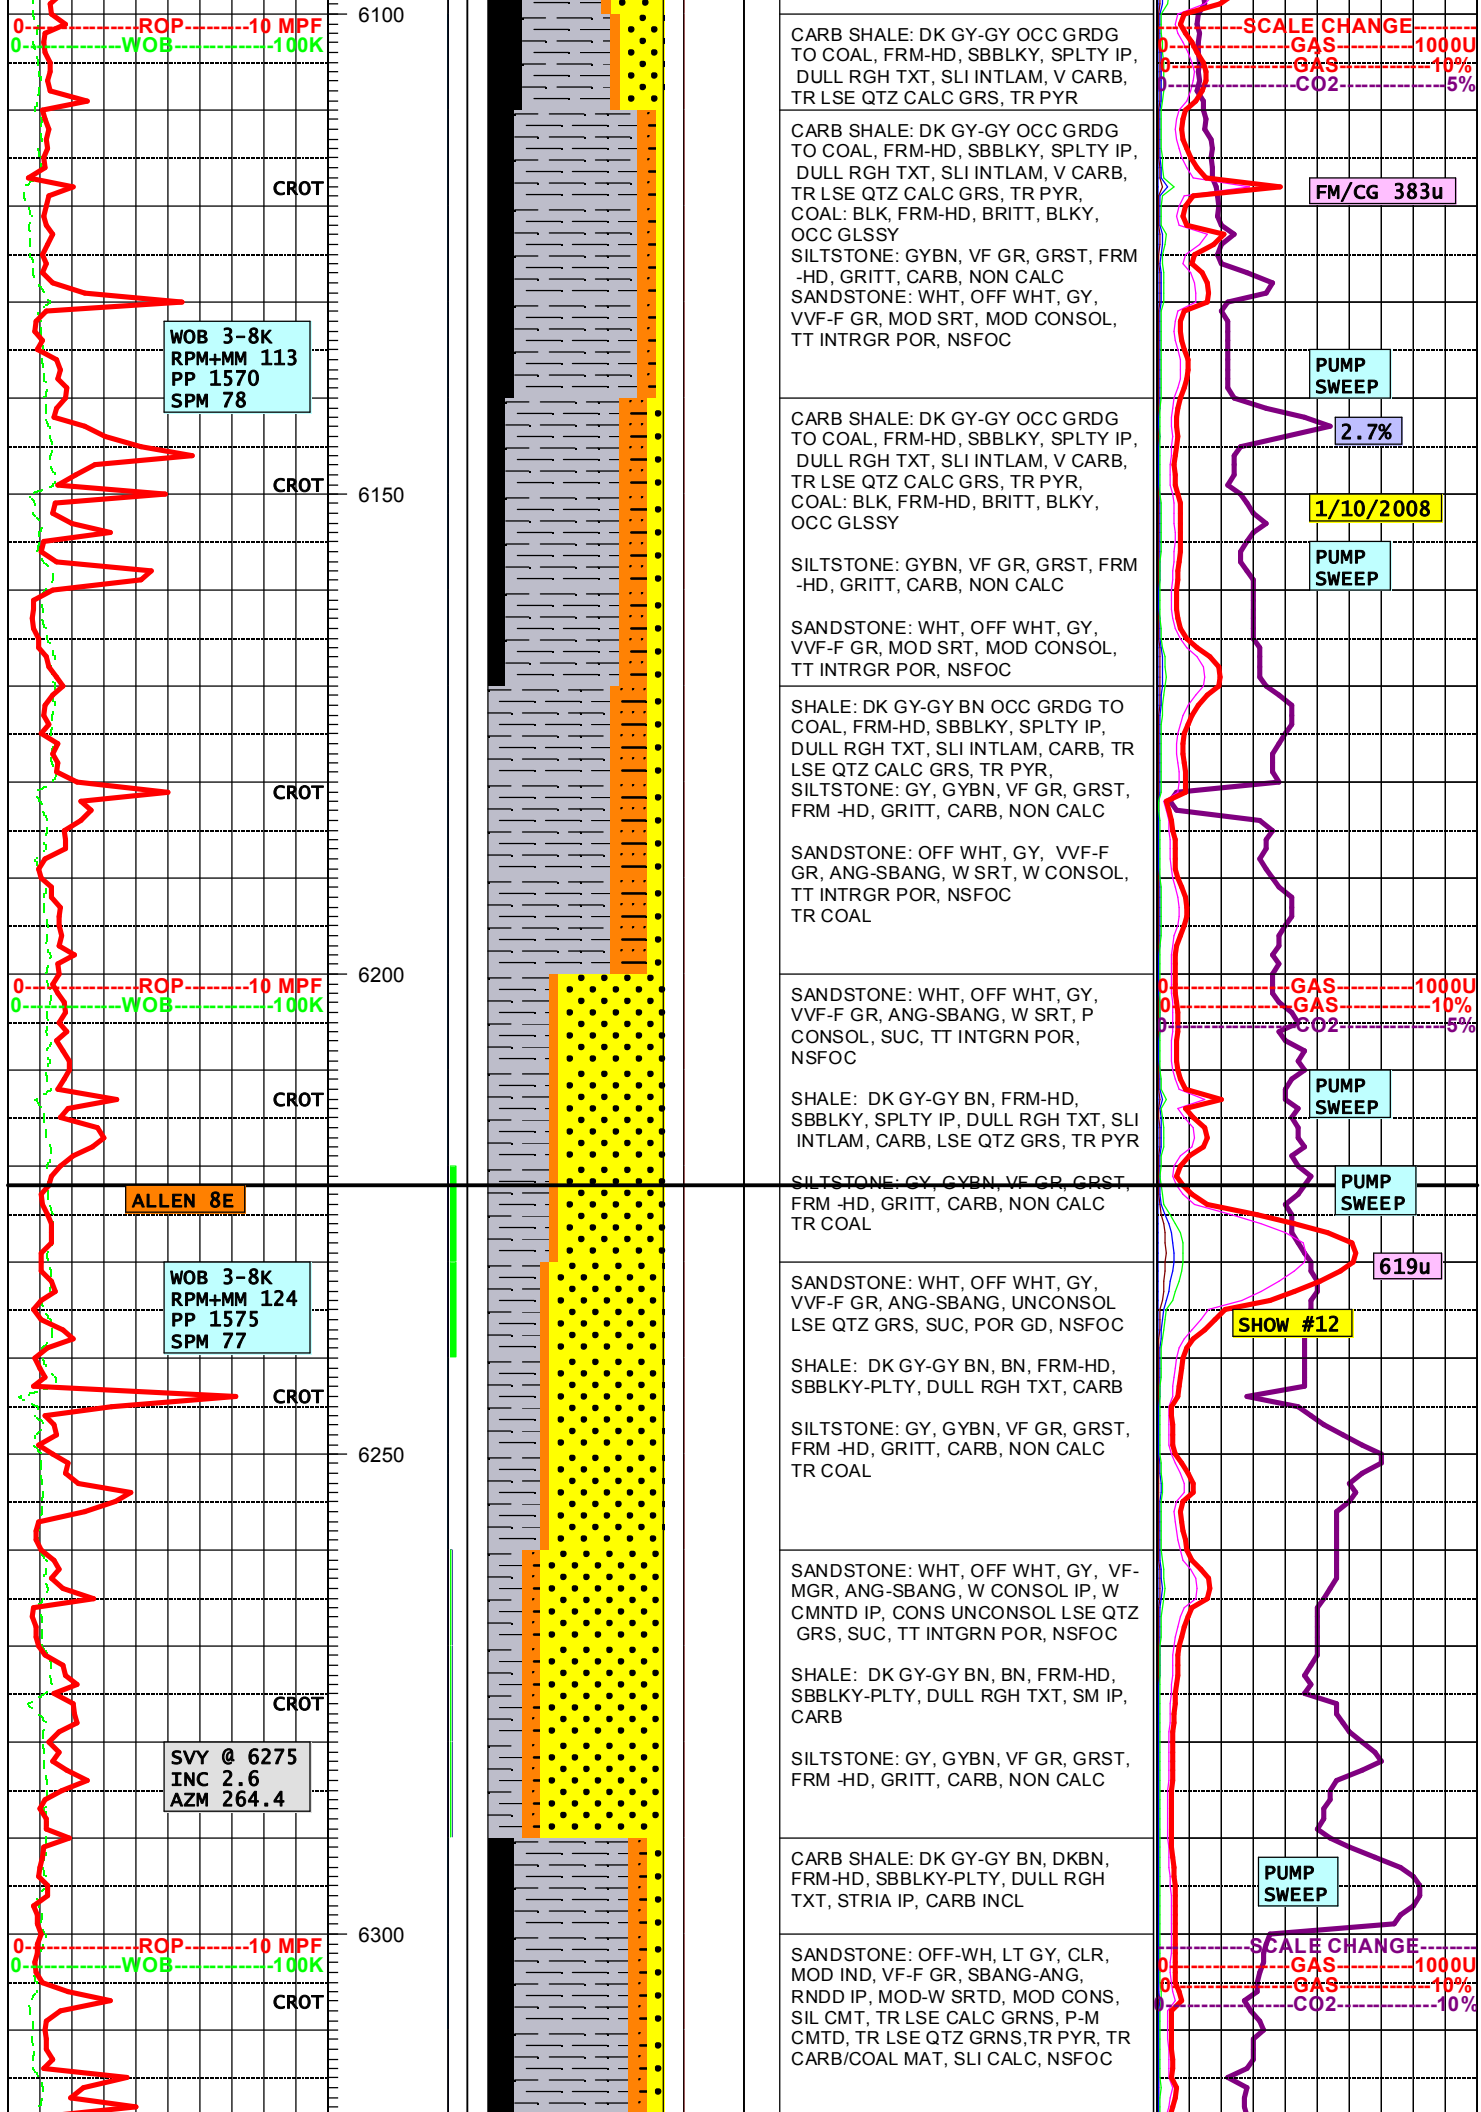 0-----ROP-----10 MPF
0-----WOB-----100K
CROT
WOB 3-8K
RPM+MM 113
PP 1570
SPM 78
CROT
CROT
0-----ROP-----10 MPF
0-----WOB-----100K
CROT
ALLEN 8E
WOB 3-8K
RPM+MM 124
PP 1575
SPM 77
CROT
CROT
SVY @ 6275
INC 2.6
AZM 264.4
0-----ROP-----10 MPF
0-----WOB-----100K
CROT
6100
6150
6200
6250
6300
CARB SHALE: DK GY-GY OCC GRDG
TO COAL, FRM-HD, SBBLKY, SPLTY IP,
DULL RGH TXT, SLI INTLAM, V CARB,
TR LSE QTZ CALC GRS, TR PYR
CARB SHALE: DK GY-GY OCC GRDG
TO COAL, FRM-HD, SBBLKY, SPLTY IP,
DULL RGH TXT, SLI INTLAM, V CARB,
TR LSE QTZ CALC GRS, TR PYR,
COAL: BLK, FRM-HD, BRITT, BLKY,
OCC GLSSY
SILTSTONE: GYBN, VF GR, GRST, FRM
-HD, GRITT, CARB, NON CALC
SANDSTONE: WHT, OFF WHT, GY,
VVF-F GR, MOD SRT, MOD CONSOL,
TT INTRGR POR, NSFOC
CARB SHALE: DK GY-GY OCC GRDG
TO COAL, FRM-HD, SBBLKY, SPLTY IP,
DULL RGH TXT, SLI INTLAM, V CARB,
TR LSE QTZ CALC GRS, TR PYR,
COAL: BLK, FRM-HD, BRITT, BLKY,
OCC GLSSY
SILTSTONE: GYBN, VF GR, GRST, FRM
-HD, GRITT, CARB, NON CALC
SANDSTONE: WHT, OFF WHT, GY,
VVF-F GR, MOD SRT, MOD CONSOL,
TT INTRGR POR, NSFOC
SHALE: DK GY-GY BN OCC GRDG TO
COAL, FRM-HD, SBBLKY, SPLTY IP,
DULL RGH TXT, SLI INTLAM, CARB, TR
LSE QTZ CALC GRS, TR PYR,
SILTSTONE: GY, GYBN, VF GR, GRST,
FRM -HD, GRITT, CARB, NON CALC
SANDSTONE: OFF WHT, GY, VVF-F
GR, ANG-SBANG, W SRT, W CONSOL,
TT INTRGR POR, NSFOC
TR COAL
SANDSTONE: WHT, OFF WHT, GY,
VVF-F GR, ANG-SBANG, W SRT, P
CONSOL, SUC, TT INTGRN POR,
NSFOC
SHALE: DK GY-GY BN, FRM-HD,
SBBLKY, SPLTY IP, DULL RGH TXT, SLI
INTLAM, CARB, LSE QTZ GRS, TR PYR
SILTSTONE: GY, GYBN, VF GR, GRST,
FRM -HD, GRITT, CARB, NON CALC
TR COAL
SANDSTONE: WHT, OFF WHT, GY,
VVF-F GR, ANG-SBANG, UNCONSOL
LSE QTZ GRS, SUC, POR GD, NSFOC
SHALE: DK GY-GY BN, BN, FRM-HD,
SBBLKY-PLTY, DULL RGH TXT, CARB
SILTSTONE: GY, GYBN, VF GR, GRST,
FRM -HD, GRITT, CARB, NON CALC
TR COAL
SANDSTONE: WHT, OFF WHT, GY, VF-
MGR, ANG-SBANG, W CONSOL IP, W
CMNTD IP, CONS UNCONSOL LSE QTZ
GRS, SUC, TT INTGRN POR, NSFOC
SHALE: DK GY-GY BN, BN, FRM-HD,
SBBLKY-PLTY, DULL RGH TXT, SM IP,
CARB
SILTSTONE: GY, GYBN, VF GR, GRST,
FRM -HD, GRITT, CARB, NON CALC
CARB SHALE: DK GY-GY BN, DKBN,
FRM-HD, SBBLKY-PLTY, DULL RGH
TXT, STRIA IP, CARB INCL
SANDSTONE: OFF-WH, LT GY, CLR,
MOD IND, VF-F GR, SBANG-ANG,
RNDD IP, MOD-W SRTD, MOD CONS,
SIL CMT, TR LSE CALC GRNS, P-M
CMTD, TR LSE QTZ GRNS,TR PYR, TR
CARB/COAL MAT, SLI CALC, NSFOC
-----SCALE CHANGE-----
0-----GAS-----1000U
0-----GAS-----10%
0-----CO2-----5%
FM/CG 383u
PUMP
SWEEP
2.7%
1/10/2008
PUMP
SWEEP
0-----GAS-----1000U
0-----GAS-----10%
0-----CO2-----5%
PUMP
SWEEP
PUMP
SWEEP
619u
SHOW #12
PUMP
SWEEP
-----SCALE CHANGE-----
0-----GAS-----1000U
0-----GAS-----10%
0-----CO2-----10%